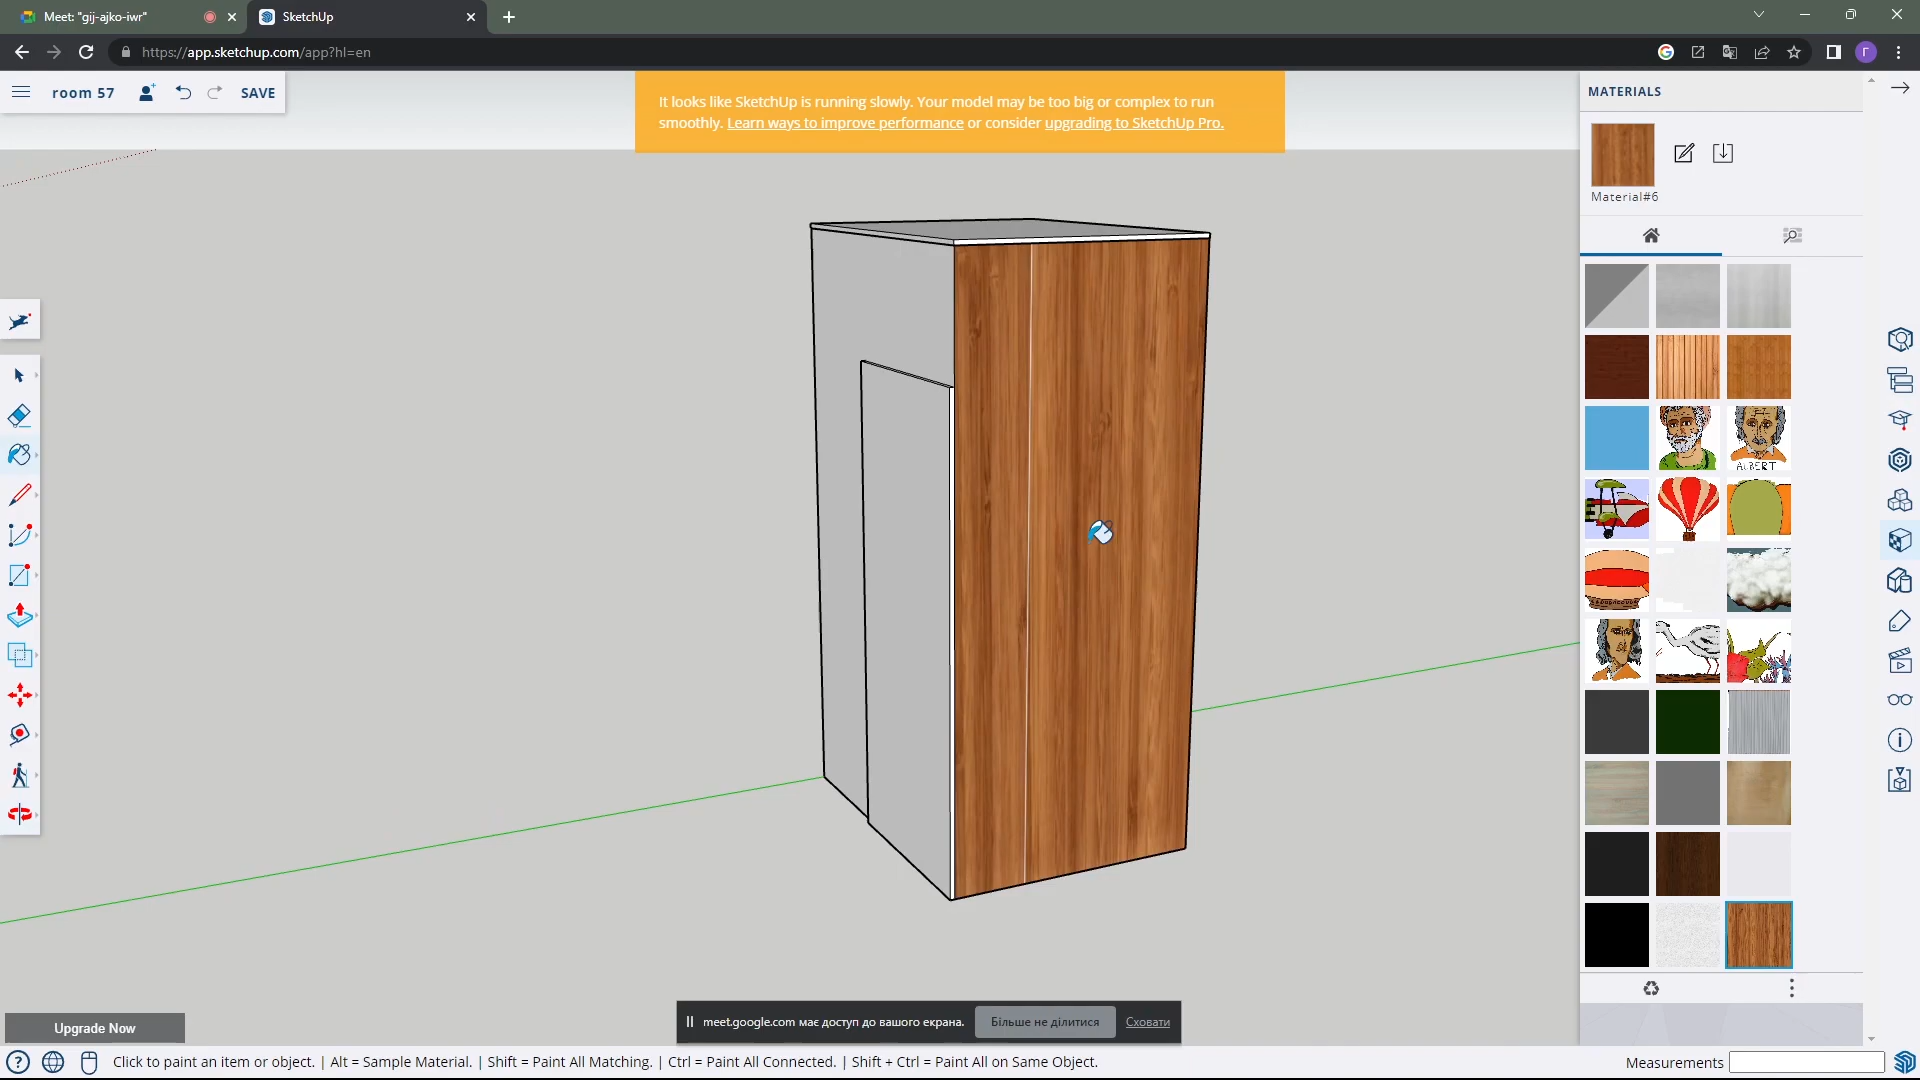 Meet: "gij-ajko-iwr"
SketchUp
https://app.sketchup.com/app?hl=en
room 57
SAVE
It looks like SketchUp is running slowly. Your model may be too big or complex to run
smoothly. Learn ways to improve performance or consider upgrading to SketchUp Pro.
MATERIALS
Material#6
ALBERT
Upgrade Now
meet.google.com має доступ до вашого екрана.
Більше не ділитися
Сховати
Click to paint an item or object. | Alt = Sample Material. | Shift = Paint All Matching. | Ctrl = Paint All Connected. | Shift + Ctrl = Paint All on Same Object.
Measurements